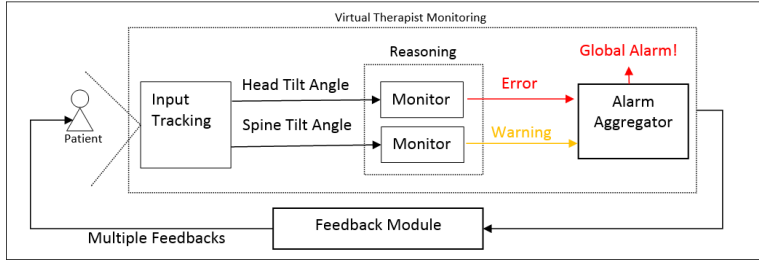 Virtual Therapist Monitoring
Reasoning
Global Alarm!
Patient
Input
Tracking
Head Tilt Angle
Spine Tilt Angle
Monitor
Monitor
Error
Warning
Alarm
Aggregator
Multiple Feedbacks
Feedback Module